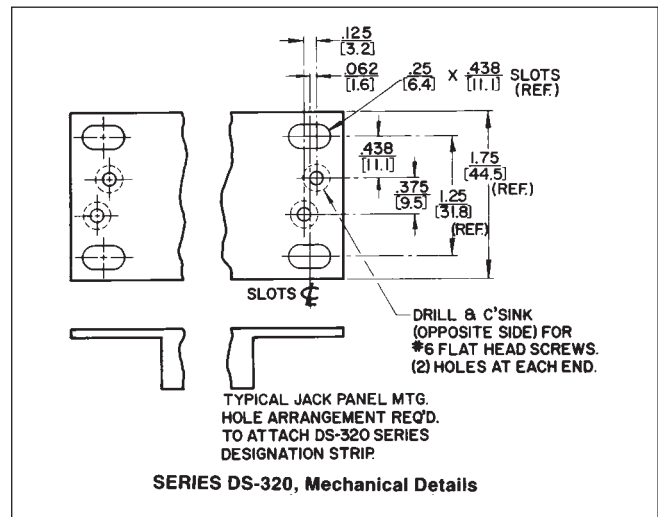 .125
[3.2]
.062
[1.6]
.25 X .438 SLOTS
[6.4] [11.1] (REF.)
.438
[11.1]
.375
[9.5]
1.25
[31.8]
(REF.)
1.75
[44.5]
(REF.)
SLOTS ℄
DRILL & C'SINK
(OPPOSITE SIDE) FOR
#6 FLAT HEAD SCREWS.
(2) HOLES AT EACH END.
TYPICAL JACK PANEL MTG.
HOLE ARRANGEMENT REQ'D.
TO ATTACH DS-320 SERIES
DESIGNATION STRIP.
SERIES DS-320, Mechanical Details